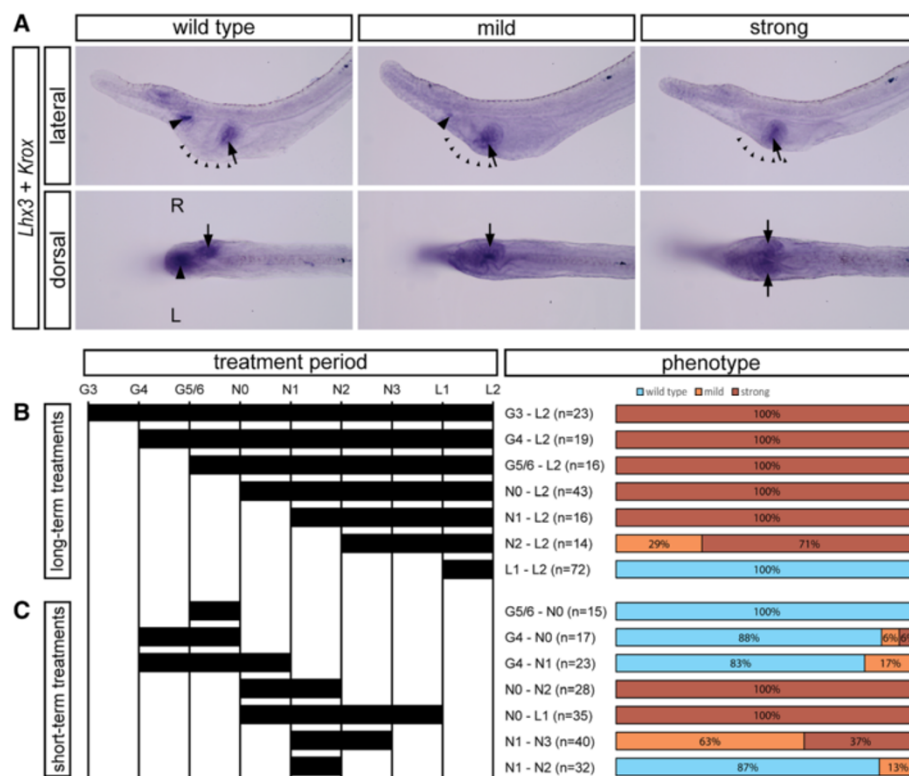 A
wild type
mild
strong
Lhx3 + Krox
lateral
dorsal
R
L
treatment period
phenotype
G3 G4 G5/6 N0 N1 N2 N3 L1 L2
wild type mild strong
B
long-term treatments
G3 - L2 (n=23) 100%
G4 - L2 (n=19) 100%
G5/6 - L2 (n=16) 100%
N0 - L2 (n=43) 100%
N1 - L2 (n=16) 100%
N2 - L2 (n=14) 29% 71%
L1 - L2 (n=72) 100%
C
short-term treatments
G5/6 - N0 (n=15) 100%
G4 - N0 (n=17) 88% 6% 6%
G4 - N1 (n=23) 83% 17%
N0 - N2 (n=28) 100%
N0 - L1 (n=35) 100%
N1 - N3 (n=40) 63% 37%
N1 - N2 (n=32) 87% 13%